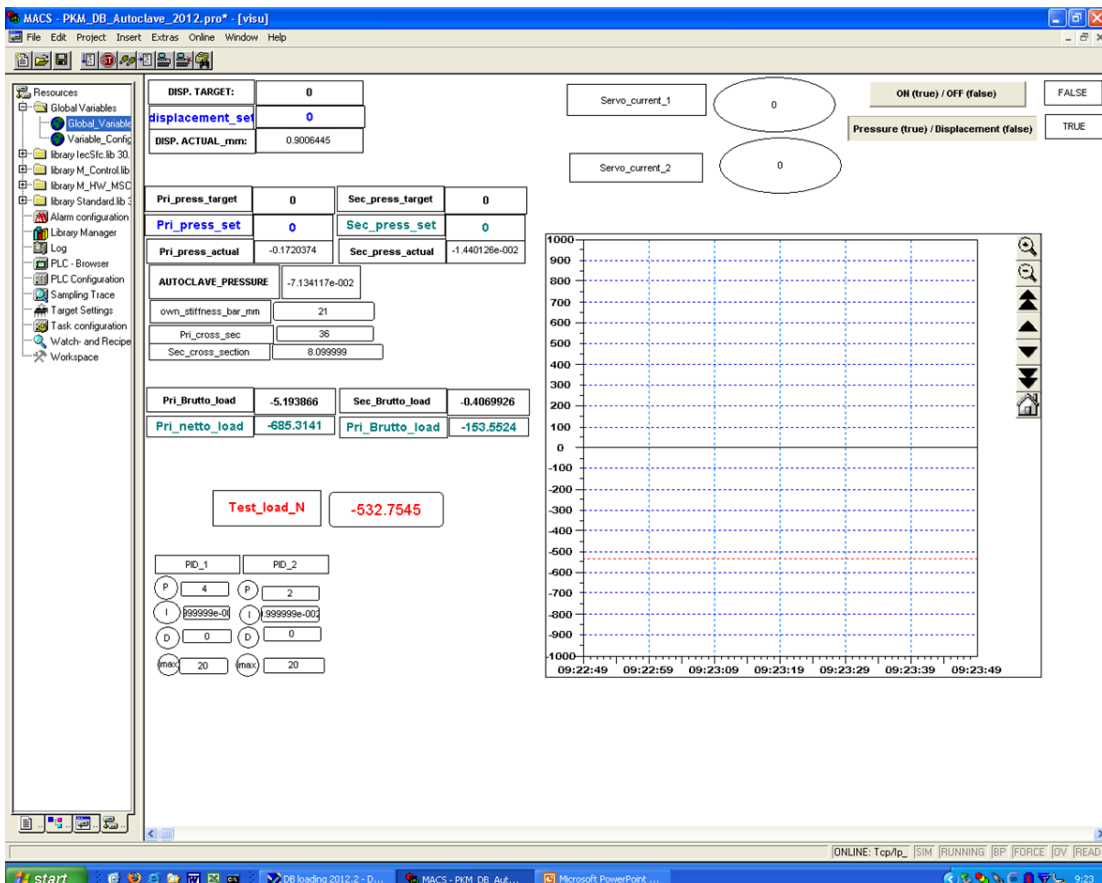 MACS - PKM_DB_Autoclave_2012.pro* - [visu]
File Edit Project Insert Extras Online Window Help
Resources
Global Variables
Global_Variable
Variable_Config
library IecSfc.lib 30.
library M_Control.lib
library M_HW_MSC
library Standard.lib
Alarm configuration
Library Manager
Log
PLC - Browser
PLC Configuration
Sampling Trace
Target Settings
Task configuration
Watch- and Recipe
Workspace
DISP. TARGET: 0
displacement_set 0
DISP. ACTUAL_mm: 0.9006445
Servo_current_1 0
Servo_current_2 0
ON (true) / OFF (false) FALSE
Pressure (true) / Displacement (false) TRUE
Pri_press_target 0 Sec_press_target 0
Pri_press_set 0 Sec_press_set 0
Pri_press_actual -0.1720374 Sec_press_actual -1.440126e-002
AUTOCLAVE_PRESSURE -7.134117e-002
own_stiffness_bar_mm 21
Pri_cross_sec 36
Sec_cross_section 8.099999
Pri_Brutto_load -5.193866 Sec_Brutto_load -0.4069926
Pri_netto_load -685.3141 Pri_Brutto_load -153.5524
Test_load_N -532.7545
PID_1 PID_2
P 4 P 2
I I .999999e-002
D 0 D 0
max 20 max 20
1000
900
800
700
600
500
400
300
200
100
0
-100
-200
-300
-400
-500
-600
-700
-800
-900
-1000
09:22:49 09:22:59 09:23:09 09:23:19 09:23:29 09:23:39 09:23:49
ONLINE: Tcp/Ip_ SIM RUNNING BP FORCE OV READ
start DB loading 2012.2 - D... MACS - PKM_DB_Aut... Microsoft PowerPoint ... 9:23